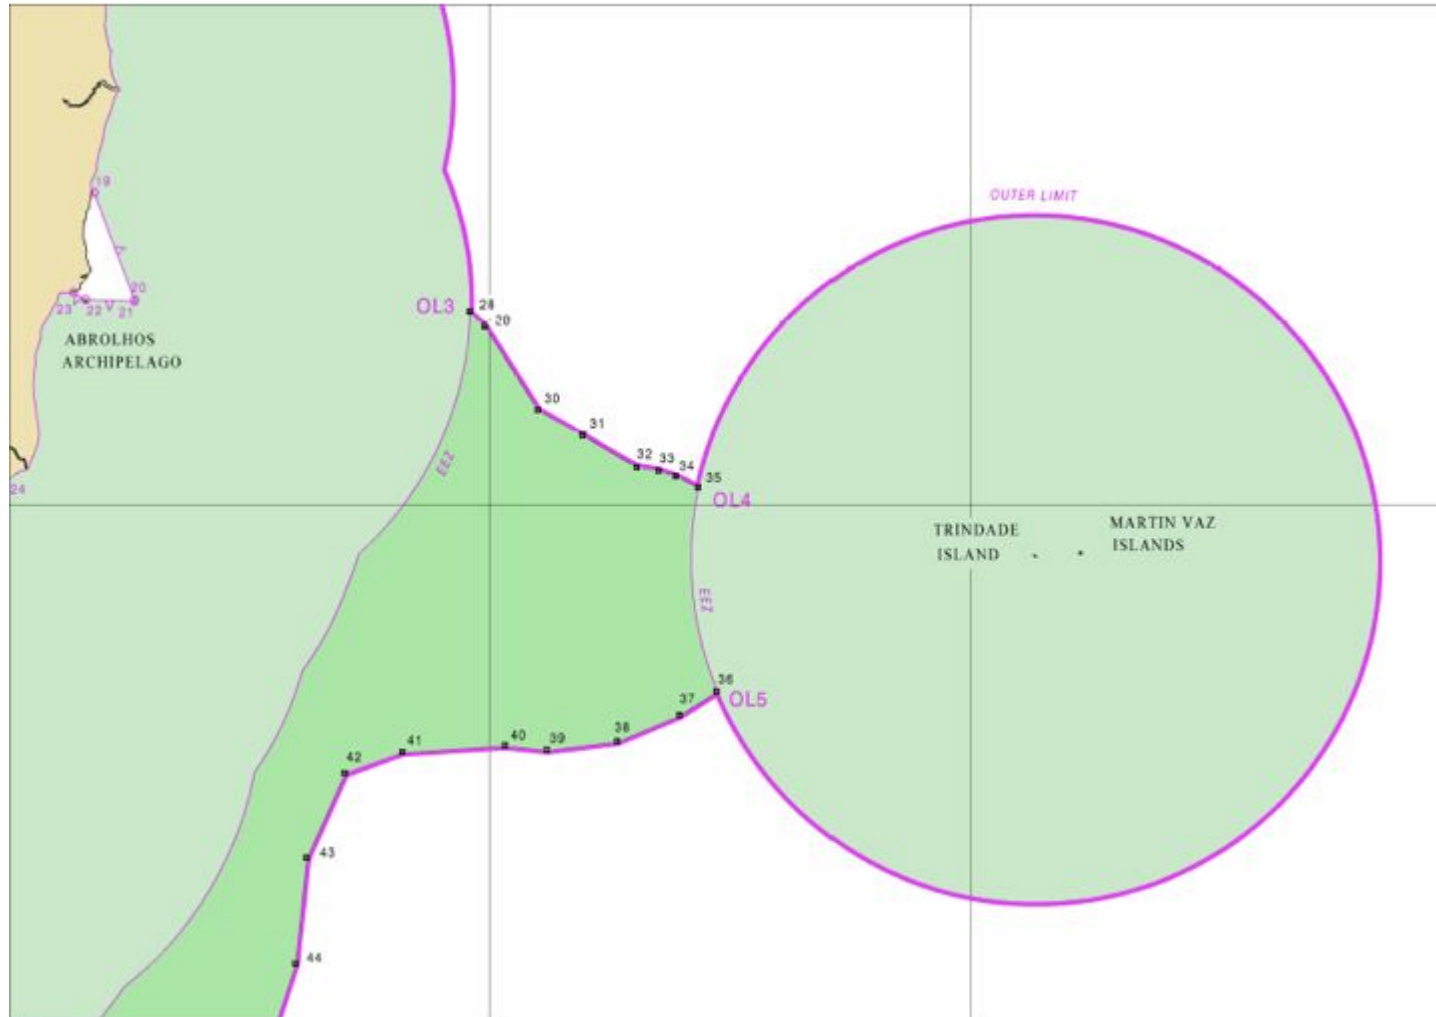 19
OUTER LIMIT
20
23
22
21
OL3
28
20
ABROLHOS
ARCHIPELAGO
30
31
EEZ
32
33
34
35
24
OL4
TRINDADE
ISLAND
MARTIN VAZ
ISLANDS
EEZ
36
OL5
37
38
39
40
41
42
43
44